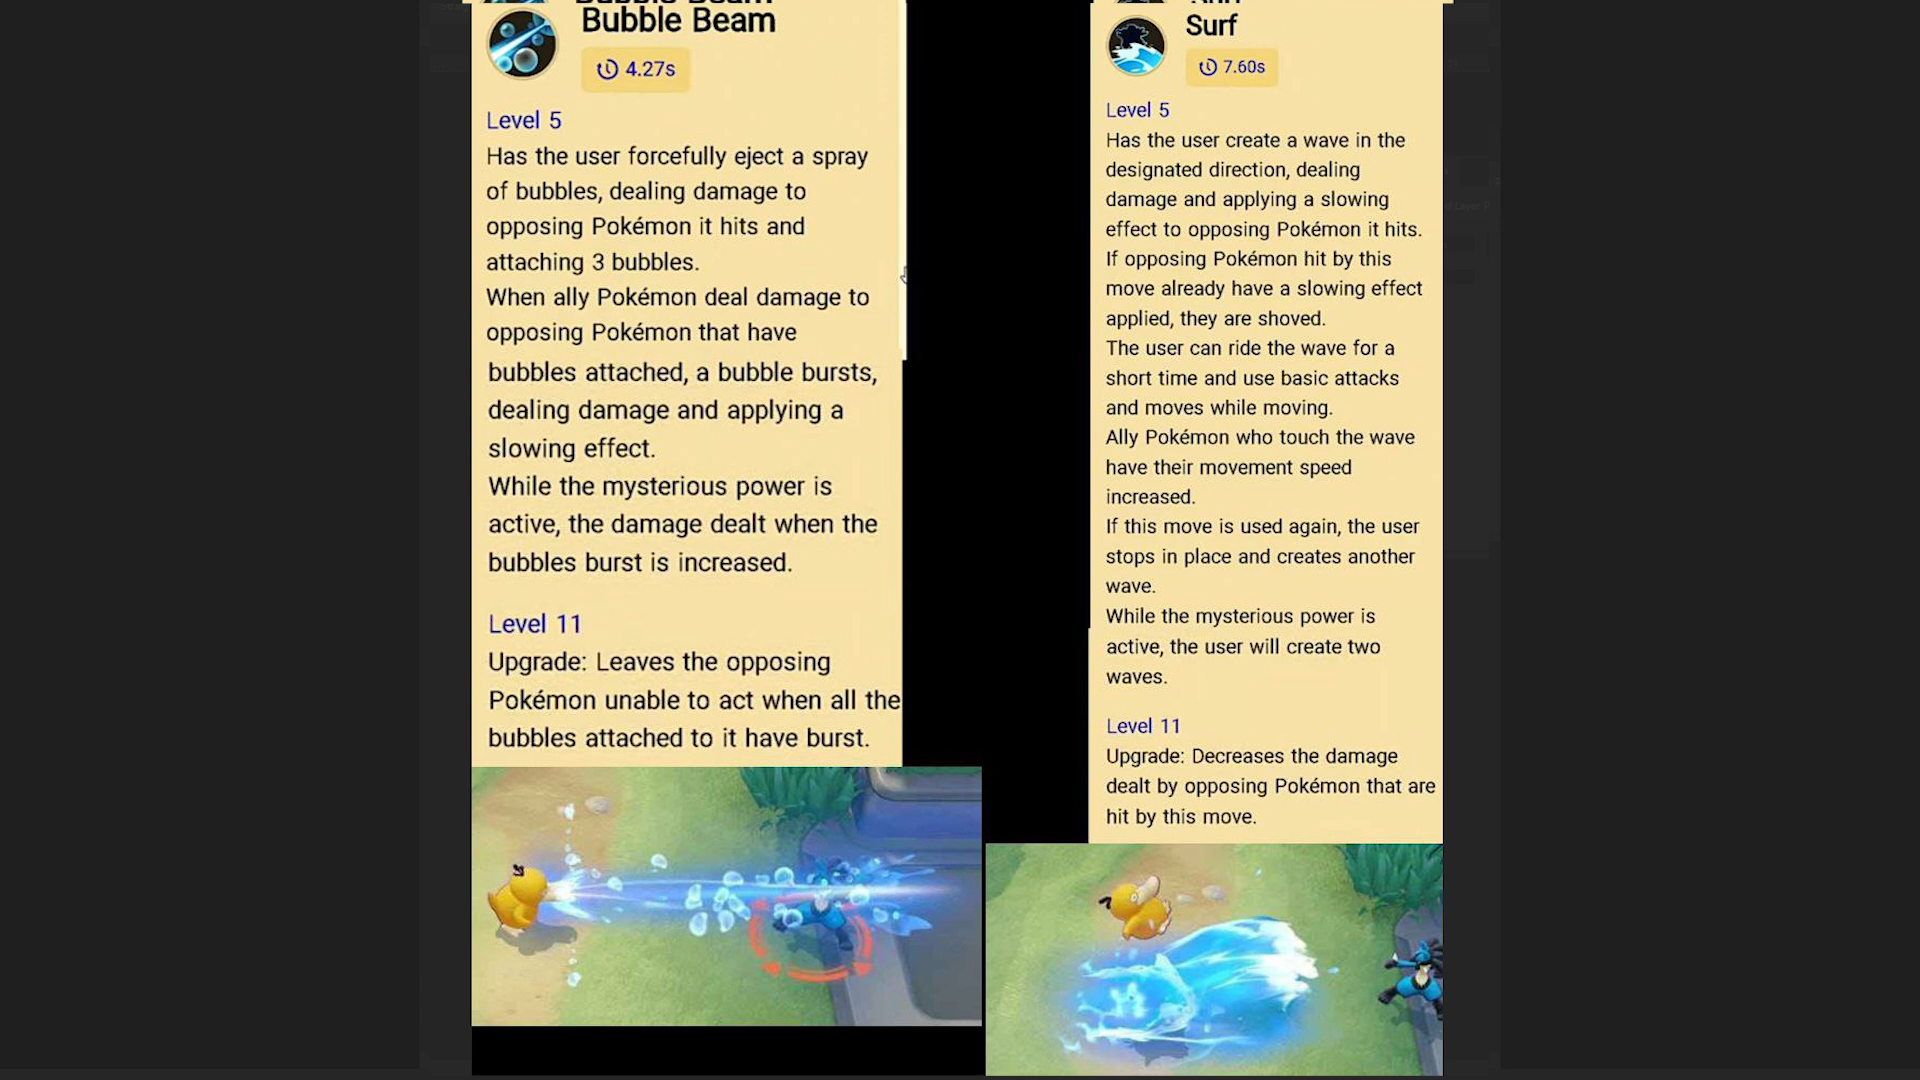 Bubble Beam
Bubble Beam
4.27s
Level 5
Has the user forcefully eject a spray
of bubbles, dealing damage to
opposing Pokémon it hits and
attaching 3 bubbles.
When ally Pokémon deal damage to
opposing Pokémon that have
bubbles attached, a bubble bursts,
dealing damage and applying a
slowing effect.
While the mysterious power is
active, the damage dealt when the
bubbles burst is increased.
Level 11
Upgrade: Leaves the opposing
Pokémon unable to act when all the
bubbles attached to it have burst.
Surf
Surf
7.60s
Level 5
Has the user create a wave in the
designated direction, dealing
damage and applying a slowing
effect to opposing Pokémon it hits.
If opposing Pokémon hit by this
move already have a slowing effect
applied, they are shoved.
The user can ride the wave for a
short time and use basic attacks
and moves while moving.
Ally Pokémon who touch the wave
have their movement speed
increased.
If this move is used again, the user
stops in place and creates another
wave.
While the mysterious power is
active, the user will create two
waves.
Level 11
Upgrade: Decreases the damage
dealt by opposing Pokémon that are
hit by this move.